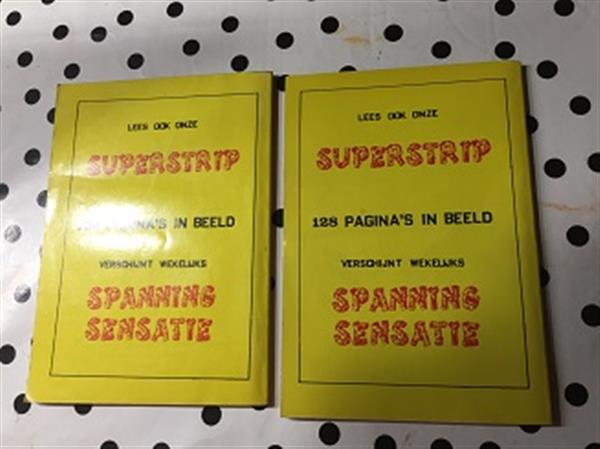 LEES OOK ONZE
SUPERSTRIP
PAGINA'S IN BEELD
VERSCHIJNT WEKELIJKS
SPANNING
SENSATIE
LEES OOK ONZE
SUPERSTRIP
128 PAGINA'S IN BEELD
VERSCHIJNT WEKELIJKS
SPANNING
SENSATIE